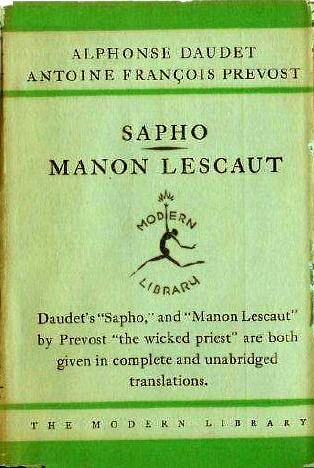 ALPHONSE DAUDET
ANTOINE FRANÇOIS PREVOST
SAPHO
MANON LESCAUT
MODERN
LIBRARY
Daudet's "Sapho," and "Manon Lescaut"
by Prevost "the wicked priest" are both
given in complete and unabridged
translations.
THE MODERN LIBRARY